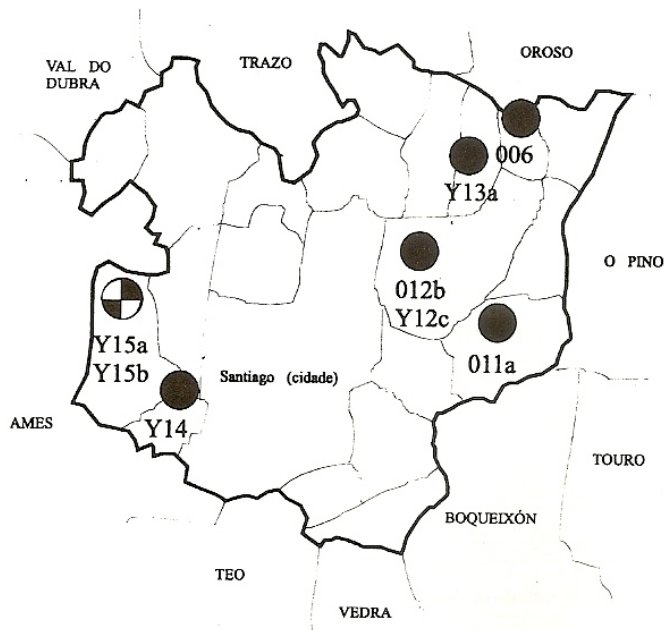 OROSO
VAL DO
DUBRA
TRAZO
006
Y13a
O PINO
012b
Y12c
Y15a
Y15b
011a
Santiago (cidade)
AMES
Y14
TOURO
BOQUEIXÓN
TEO
VEDRA